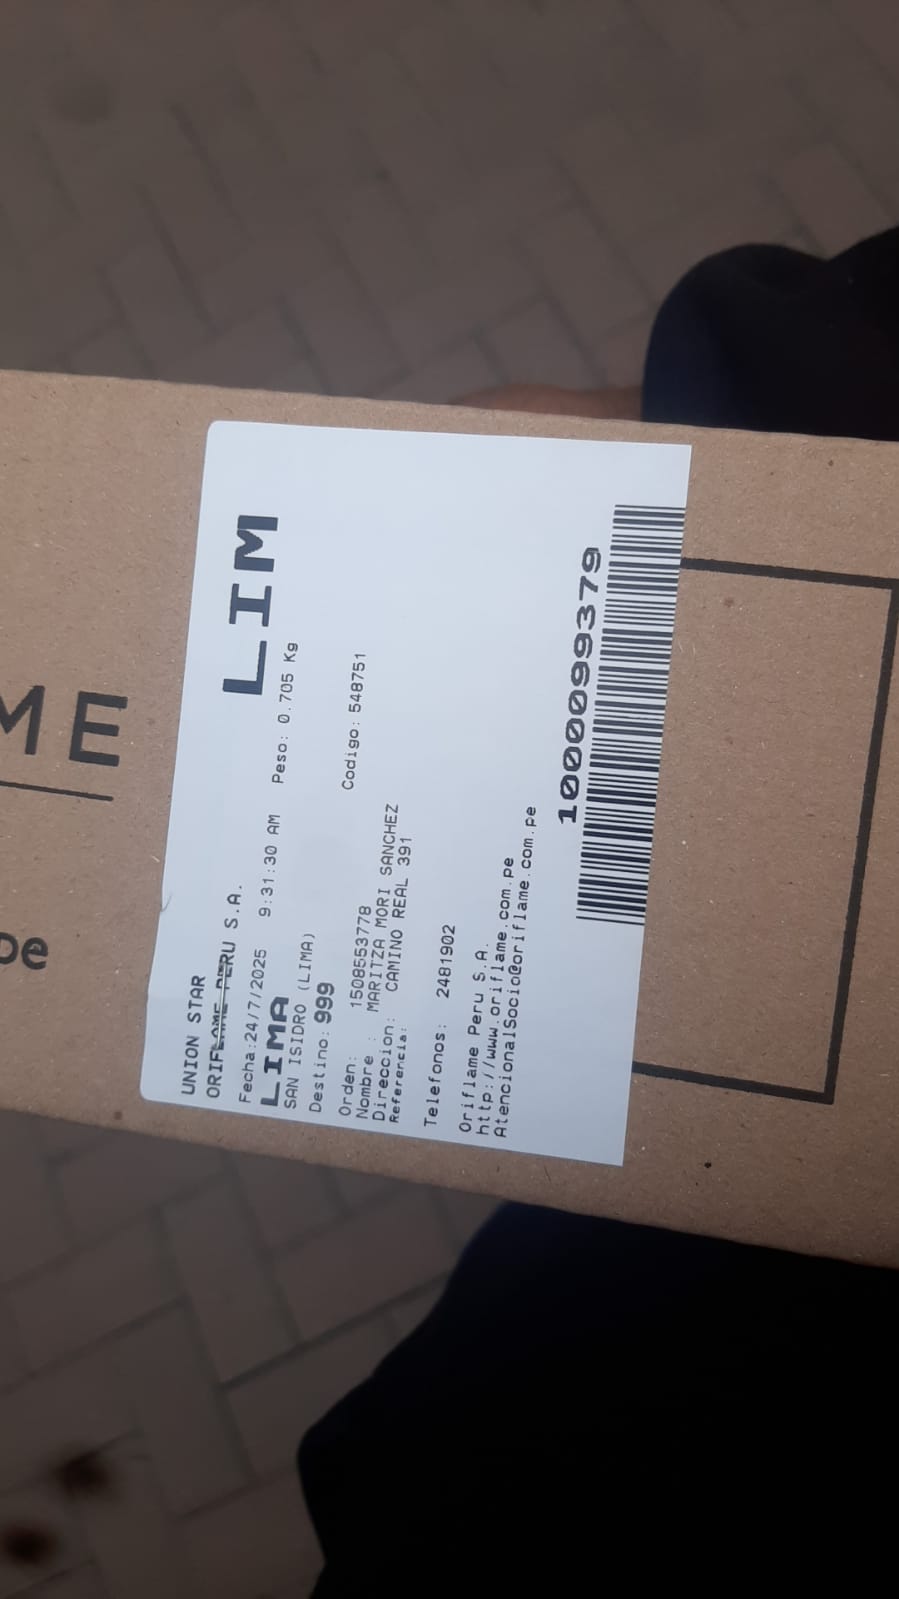 ME
pe
UNION STAR
ORIFLAME PERU S.A.
LIM
Fecha:24/7/2025 9:31:30 AM Peso: 0.705 Kg
LIMA
SAN ISIDRO (LIMA)
Destino: 999
Orden: 1508553778 Codigo: 548751
Nombre : MARITZA MORI SANCHEZ
Direccion: CAMINO REAL 391
Referencia:
Telefonos: 2481902
Oriflame Peru S.A.
http://www.oriflame.com.pe
AtencionalSocio@oriflame.com.pe
1000099379